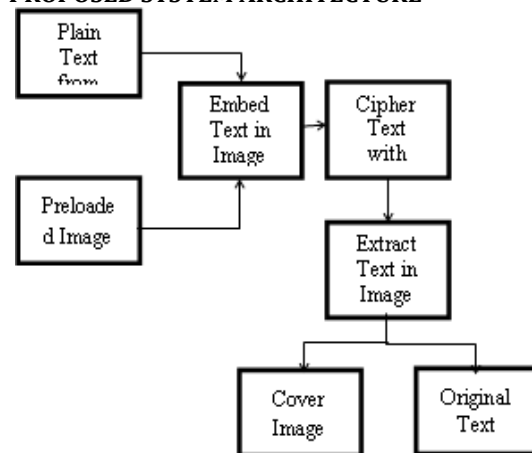 PROPOSED SYSTEM ARCHITECTURE
Plain
Text
from
Embed
Text in
Image
Cipher
Text
with
Preloade
d Image
Extract
Text in
Image
Cover
Image
Original
Text